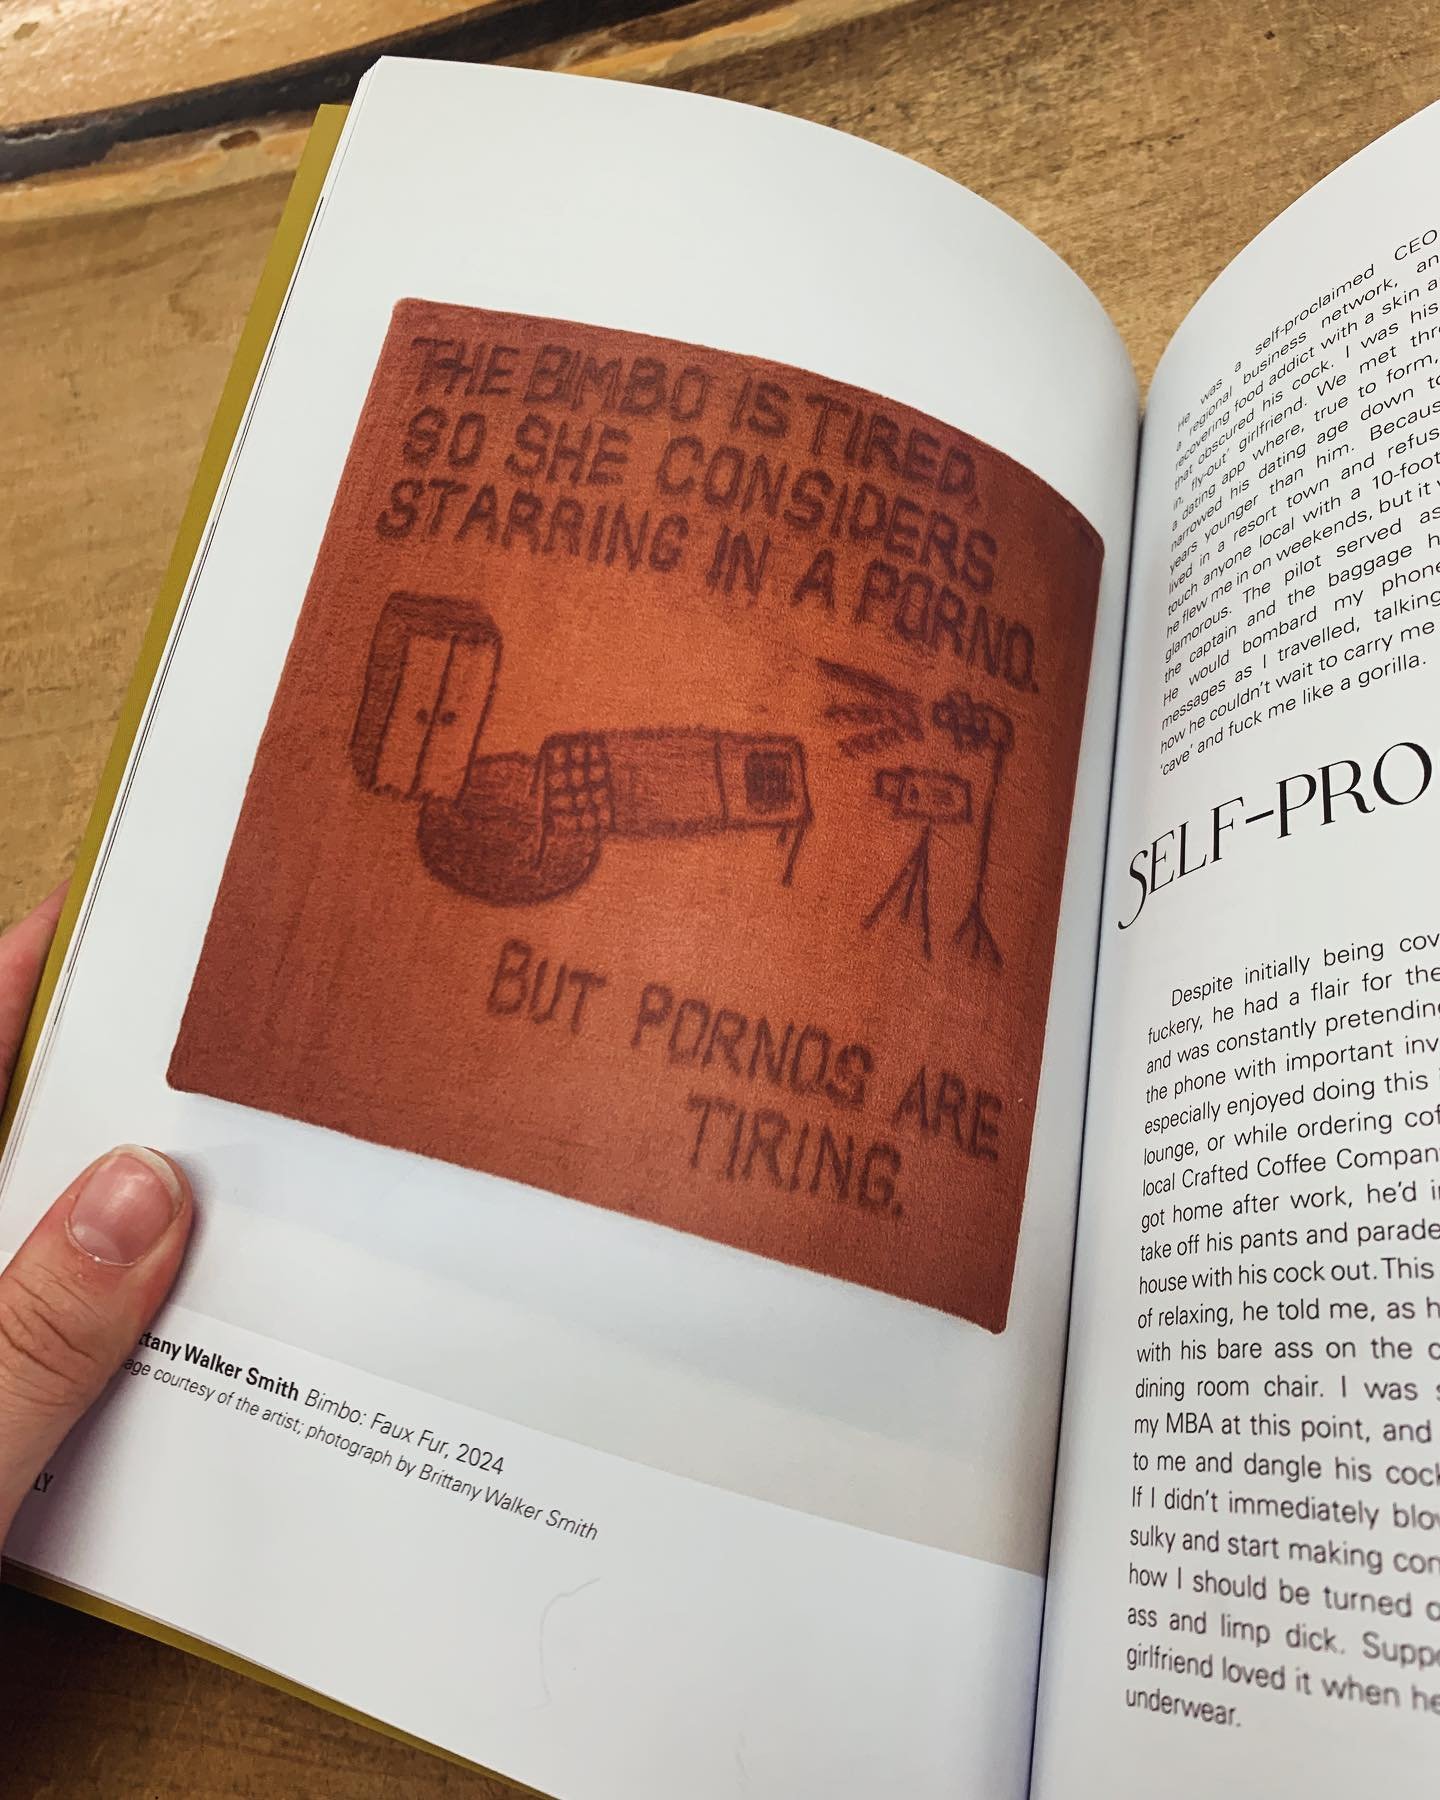 THE BIMBO IS TIRED.
SO SHE CONSIDERS
STARRING IN A PORNO.
BUT PORNOS ARE
TIRING.
Walker Smith Bimbo: Faux Fur, 2024
courtesy of the artist; photograph by Brittany Walker Smith
He was a self-proclaimed CEO
a regional business network,
recovering food addict with a skin
that obscured his cock. I was his
in, 'fly-out' girlfriend. We met
a dating app where, true to form,
narrowed his dating age down
years younger than him.
lived in a resort town and
touch anyone local with a 10-foot
he flew me in on weekends, but it
glamorous. The pilot served as
the captain and the baggage
He would bombard my phone
messages as I travelled, talking
how he couldn't wait to carry me
'cave' and fuck me like a gorilla.
SELF-PRO
Despite initially being
fuckery, he had a flair for the
and was constantly pretending
the phone with important
especially enjoyed doing this
lounge, or while ordering
local Crafted Coffee Company
got home after work, he'd
take off his pants and parade
house with his cock out. This
of relaxing, he told me, as
with his bare ass on the
dining room chair. I was
my MBA at this point, and
to me and dangle his cock
If I didn't immediately
sulky and start making
how I should be turned
ass and limp dick.
girlfriend loved it when he
underwear.